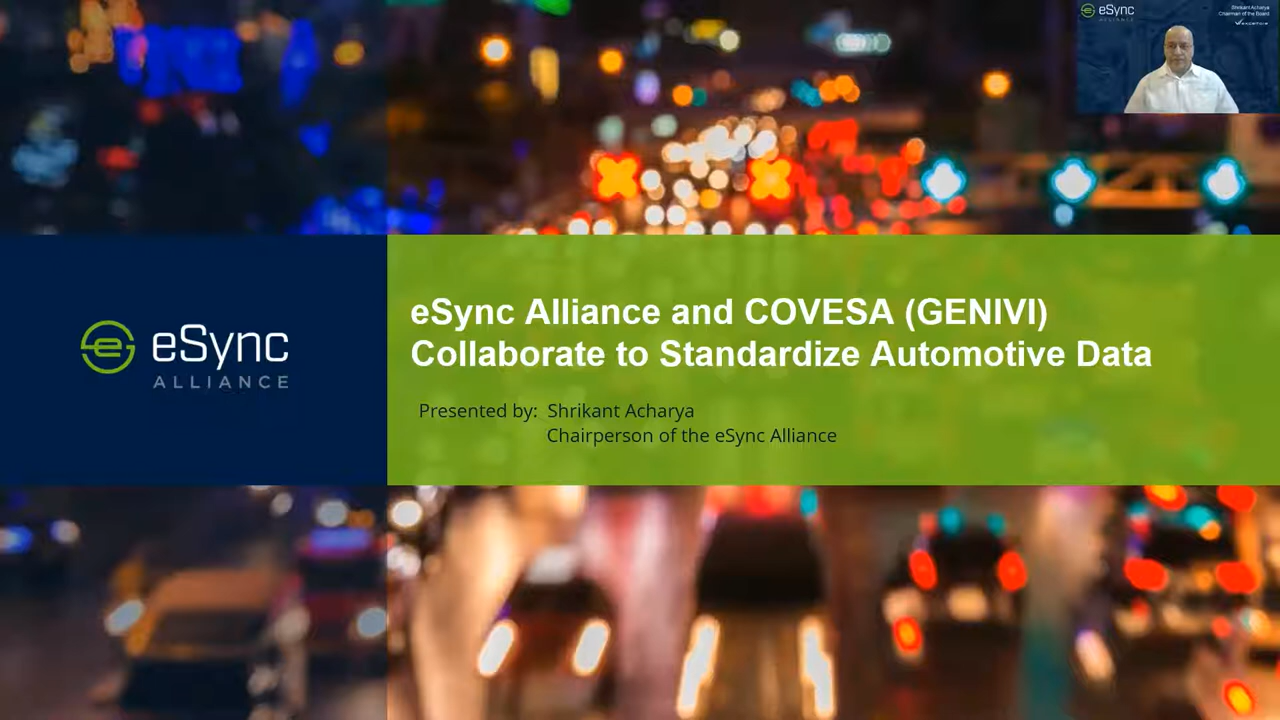 eSync
ALLIANCE
Shrikant Acharya
Chairman of the Board
eSync Alliance and COVESA (GENIVI)
Collaborate to Standardize Automotive Data
eSync
ALLIANCE
Presented by: Shrikant Acharya
Chairperson of the eSync Alliance